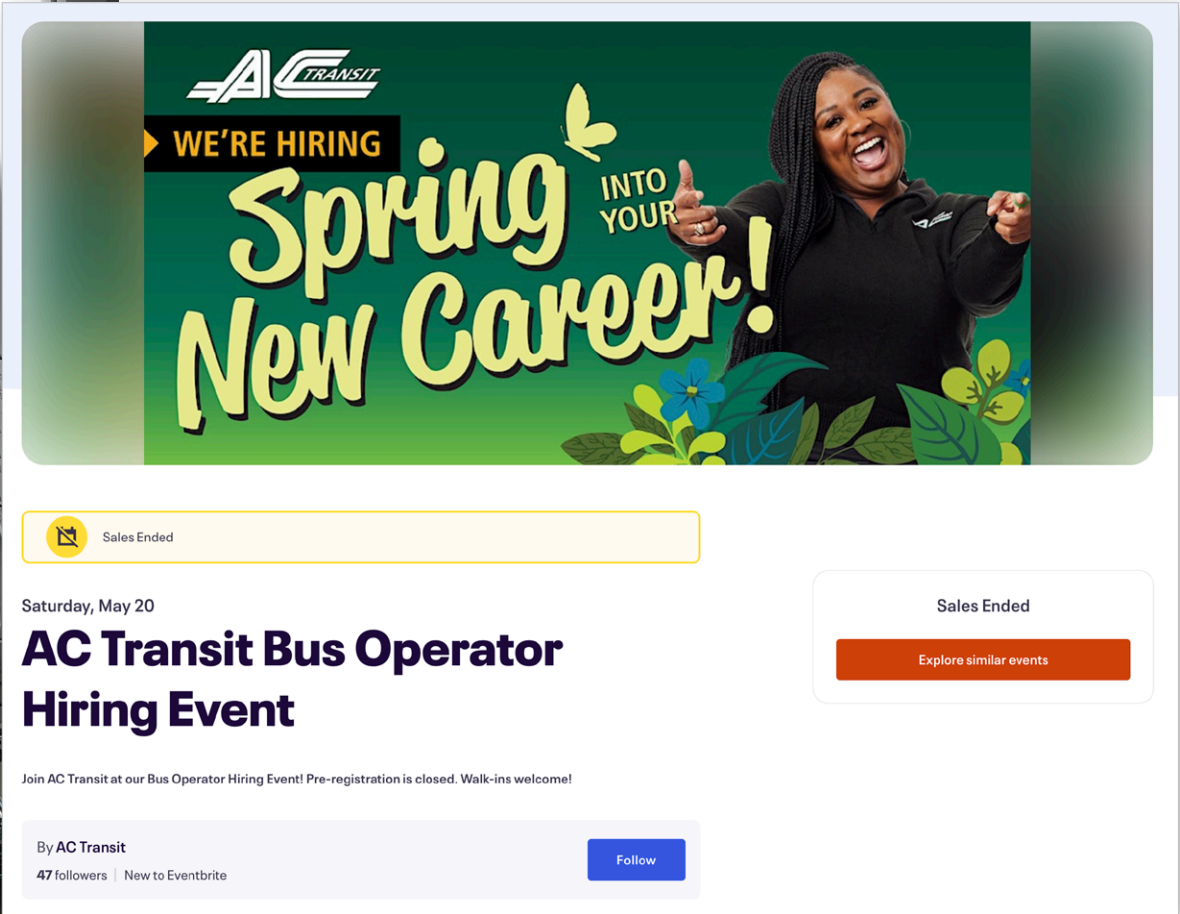 AC TRANSIT
WE'RE HIRING
Spring
INTO
YOUR
New Career!
Sales Ended
Saturday, May 20
AC Transit Bus Operator
Hiring Event
Join AC Transit at our Bus Operator Hiring Event! Pre-registration is closed. Walk-ins welcome!
By AC Transit
47 followers | New to Eventbrite
Follow
Sales Ended
Explore similar events